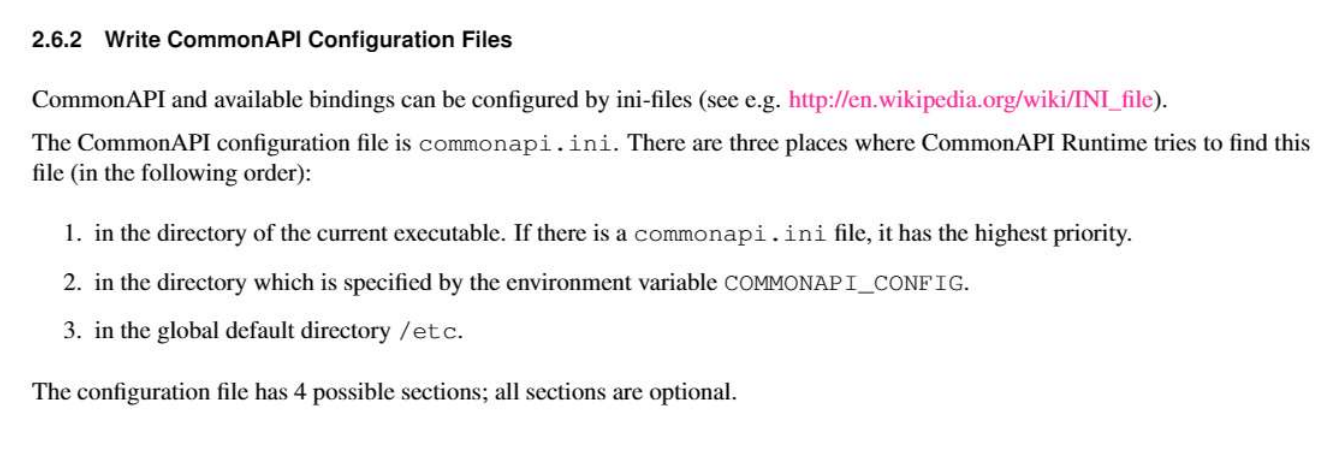 2.6.2 Write CommonAPI Configuration Files
CommonAPI and available bindings can be configured by ini-files (see e.g. http://en.wikipedia.org/wiki/INI_file).
The CommonAPI configuration file is commonapi.ini. There are three places where CommonAPI Runtime tries to find this
file (in the following order):
1. in the directory of the current executable. If there is a commonapi.ini file, it has the highest priority.
2. in the directory which is specified by the environment variable COMMONAPI_CONFIG.
3. in the global default directory /etc.
The configuration file has 4 possible sections; all sections are optional.